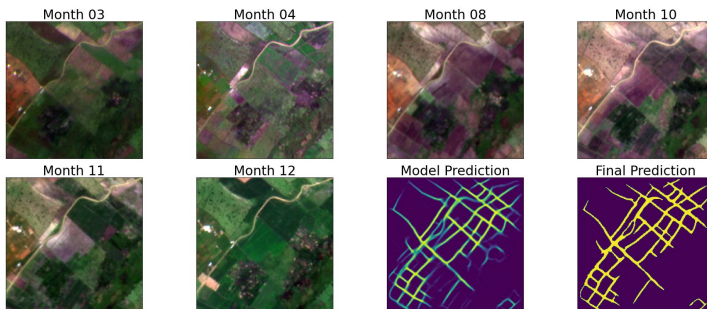 Month 03
Month 04
Month 08
Month 10
Month 11
Month 12
Model Prediction
Final Prediction